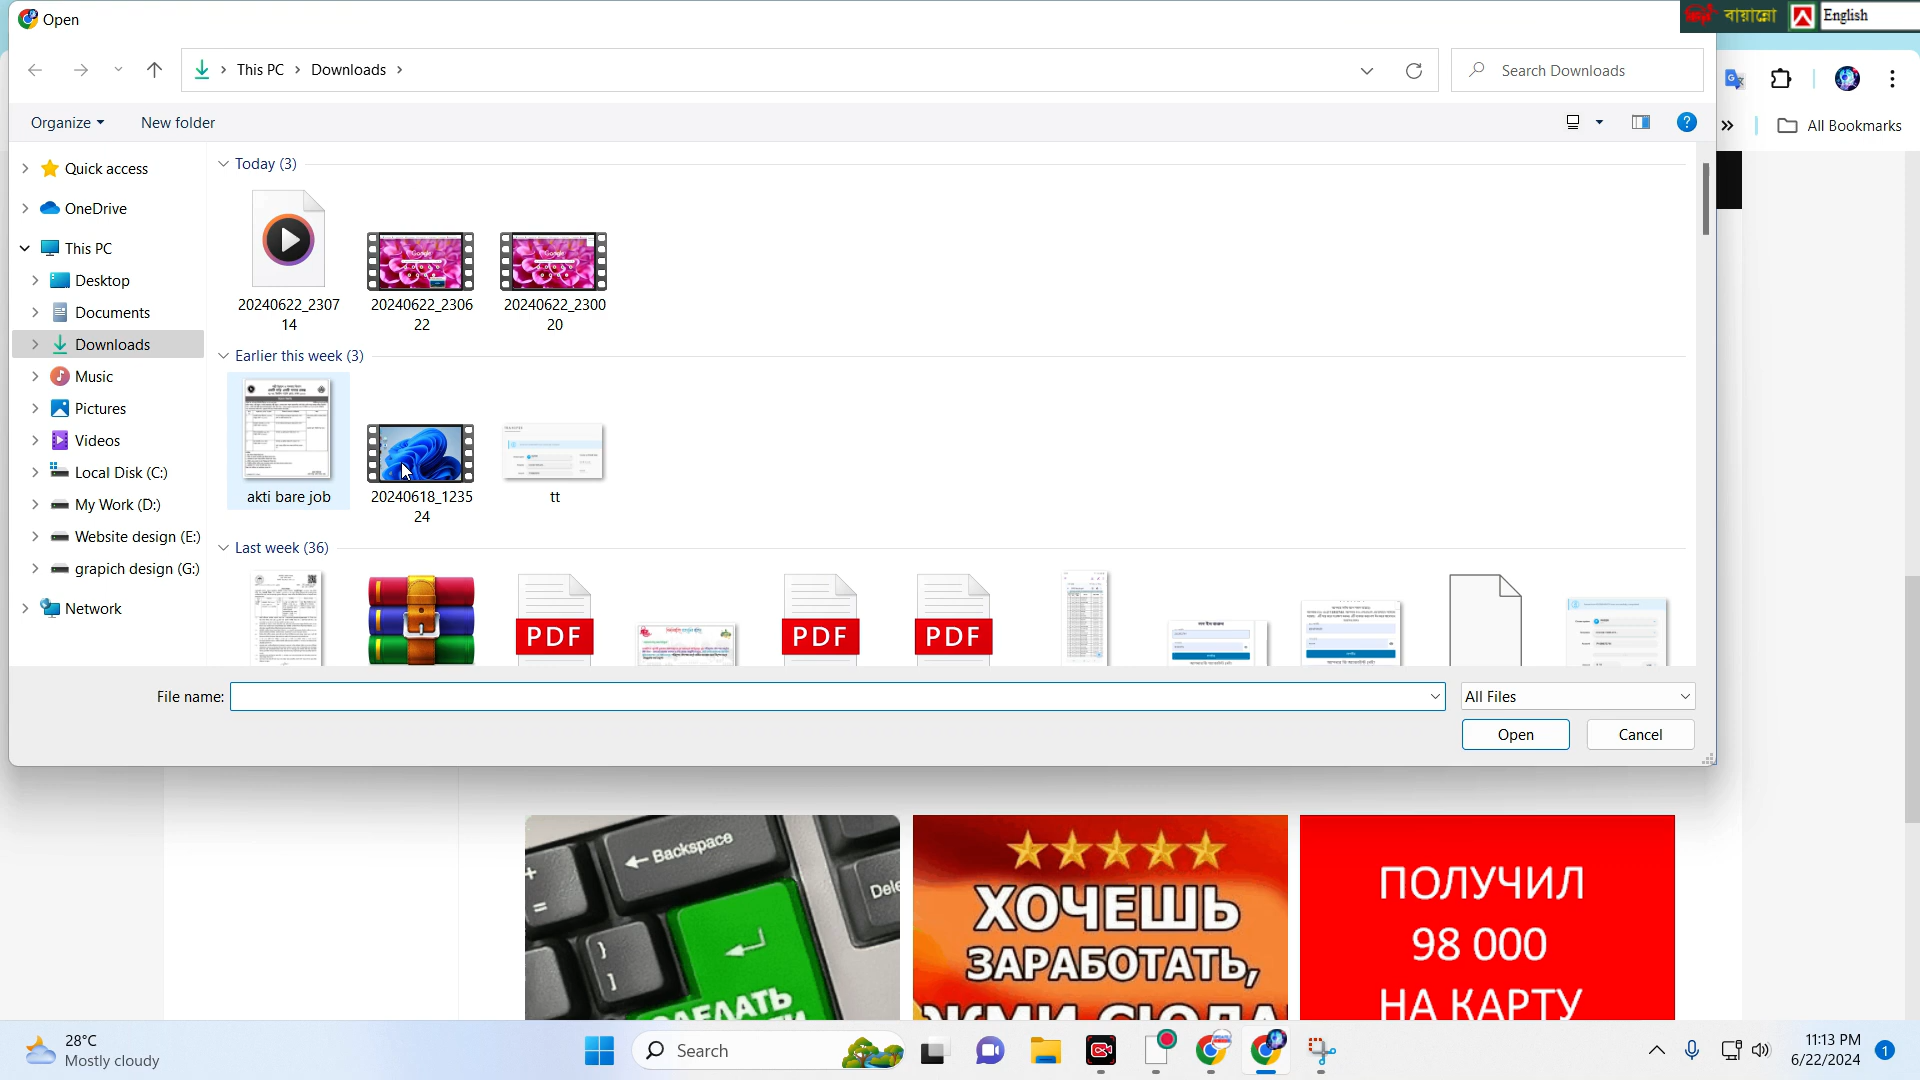 Open
বায়ান্নো
English
This PC
Downloads
Search Downloads
Organize
New folder
All Bookmarks
Quick access
OneDrive
This PC
Desktop
Documents
Downloads
Music
Pictures
Videos
Local Disk (C:)
My Work (D:)
Website design (E:)
grapich design (G:)
Network
Today (3)
20240622_2307
14
20240622_2306
22
20240622_2300
20
Earlier this week (3)
akti bare job
20240618_1235
24
tt
Last week (36)
PDF
PDF
PDF
File name:
All Files
Open
Cancel
← Backspace
ХОЧЕШЬ
ЗАРАБОТАТЬ,
ПОЛУЧИЛ
98 000
НА КАРТУ
28°C
Mostly cloudy
Search
11:13 PM
6/22/2024
1